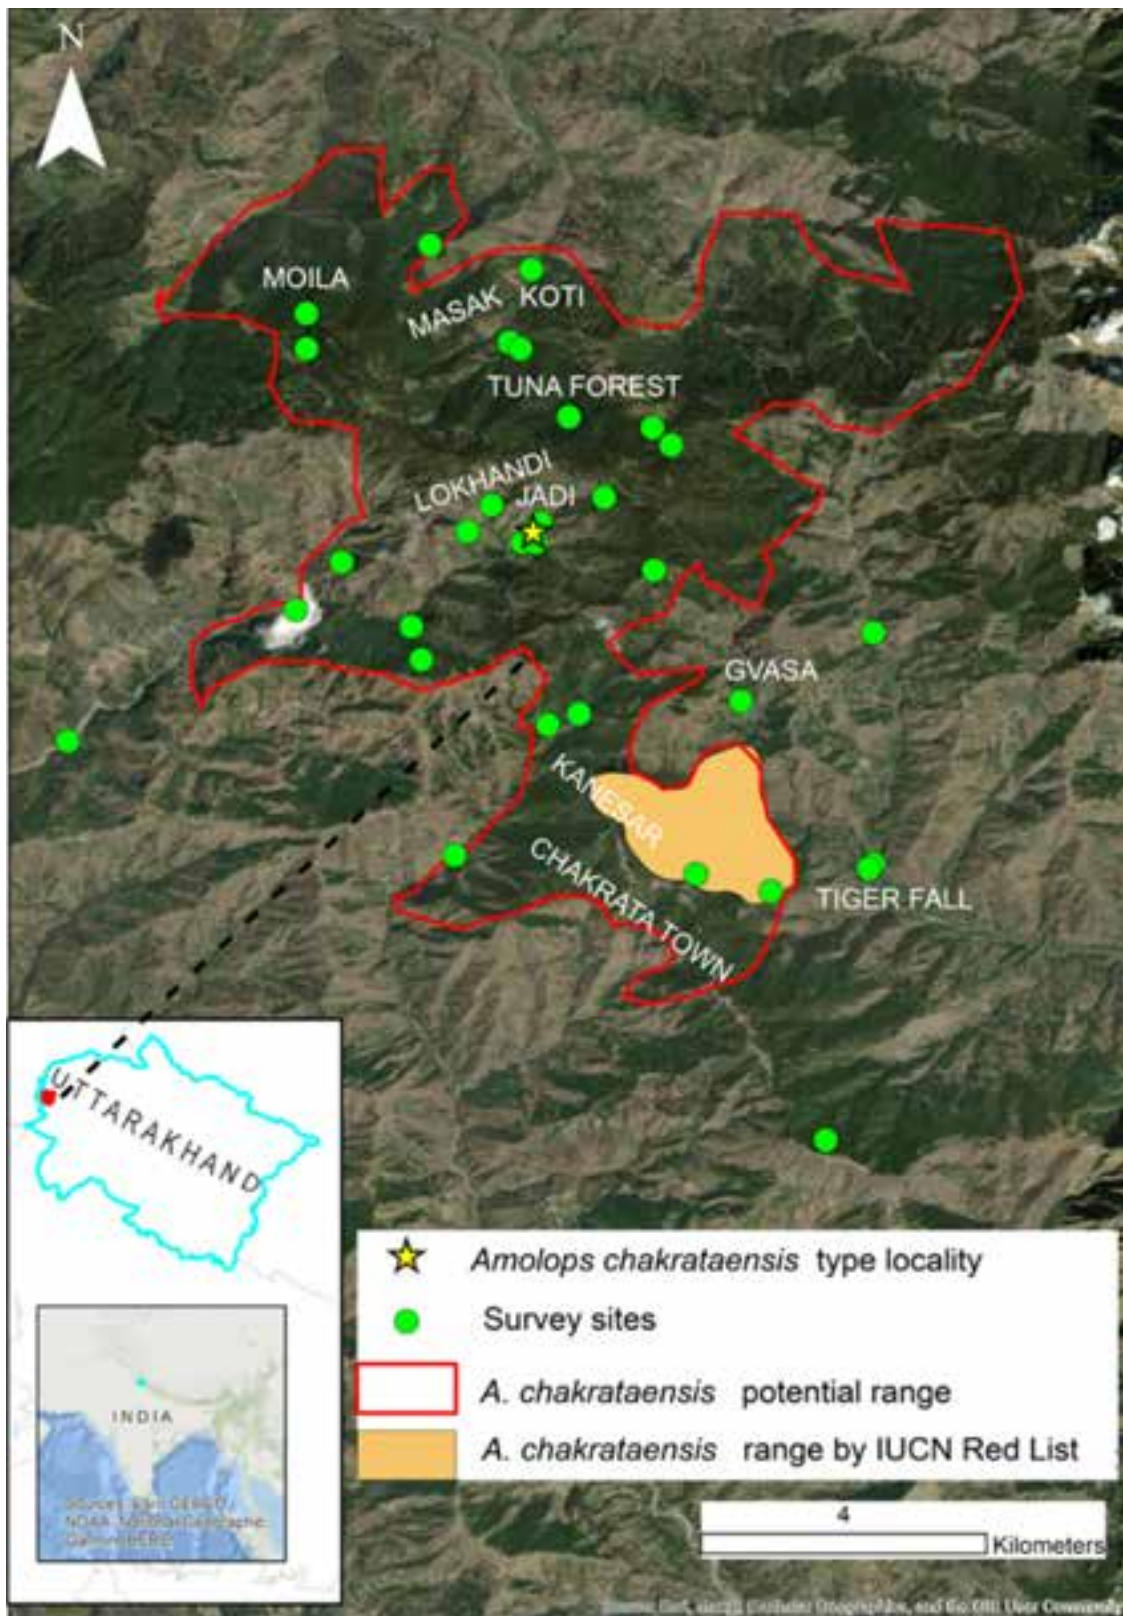 N
MOILA
MASAK
KOTI
TUNA FOREST
LOKHANDI
JADI
GVASA
KANESAR
CHAKRATA TOWN
TIGER FALL
UTTARAKHAND
INDIA
Amolops chakrataensis type locality
Survey sites
A. chakrataensis potential range
A. chakrataensis range by IUCN Red List
4
Kilometers